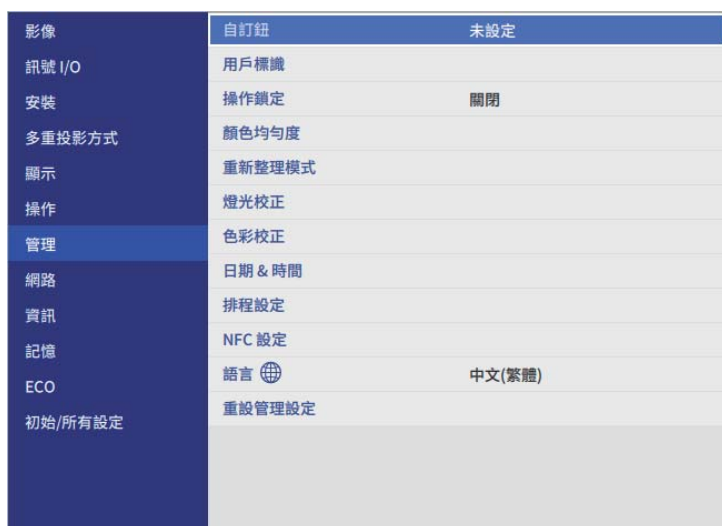 影像
訊號 I/O
安裝
多重投影方式
顯示
操作
管理
網路
資訊
記憶
ECO
初始/所有設定
自訂鈕 未設定
用戶標識
操作鎖定 關閉
顏色均勻度
重新整理模式
燈光校正
色彩校正
日期 & 時間
排程設定
NFC 設定
語言 中文(繁體)
重設管理設定